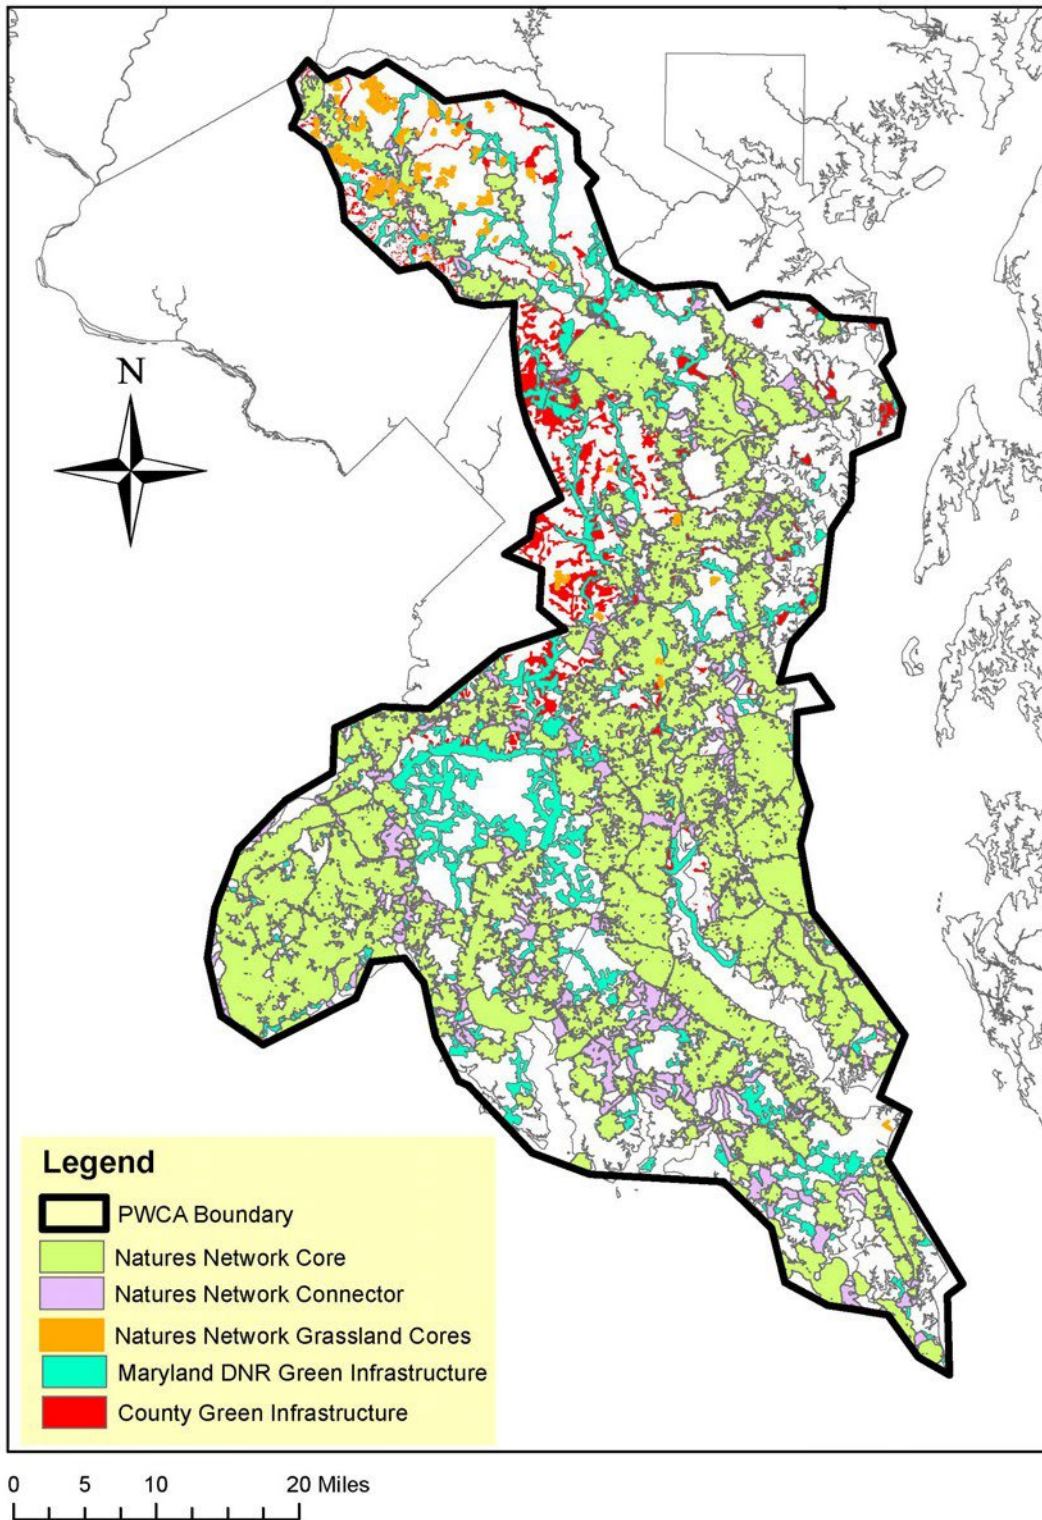 N
Legend
PWCA Boundary
Natures Network Core
Natures Network Connector
Natures Network Grassland Cores
Maryland DNR Green Infrastructure
County Green Infrastructure
0 5 10 20 Miles